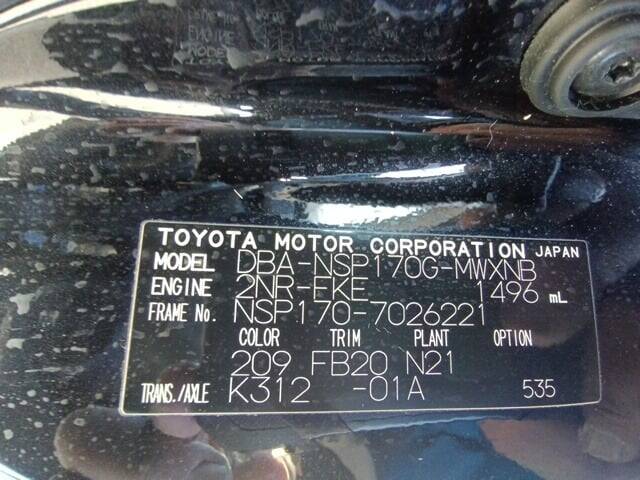 TOYOTA MOTOR CORPORATION JAPAN
MODEL DBA-NSP170G-MWXNB
ENGINE 2NR-FKE 1496 mL
FRAME No. NSP170-7026221
COLOR TRIM PLANT OPTION
209 FB20 N21
TRANS./AXLE K312 -01A 535